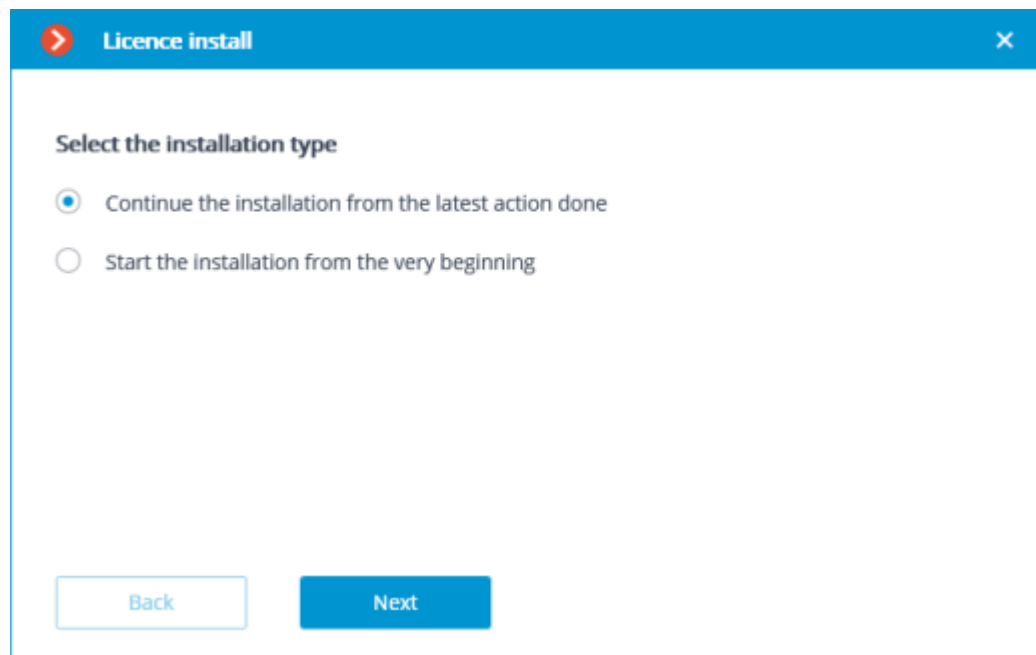 Licence install
Select the installation type
Continue the installation from the latest action done
Start the installation from the very beginning
Back
Next